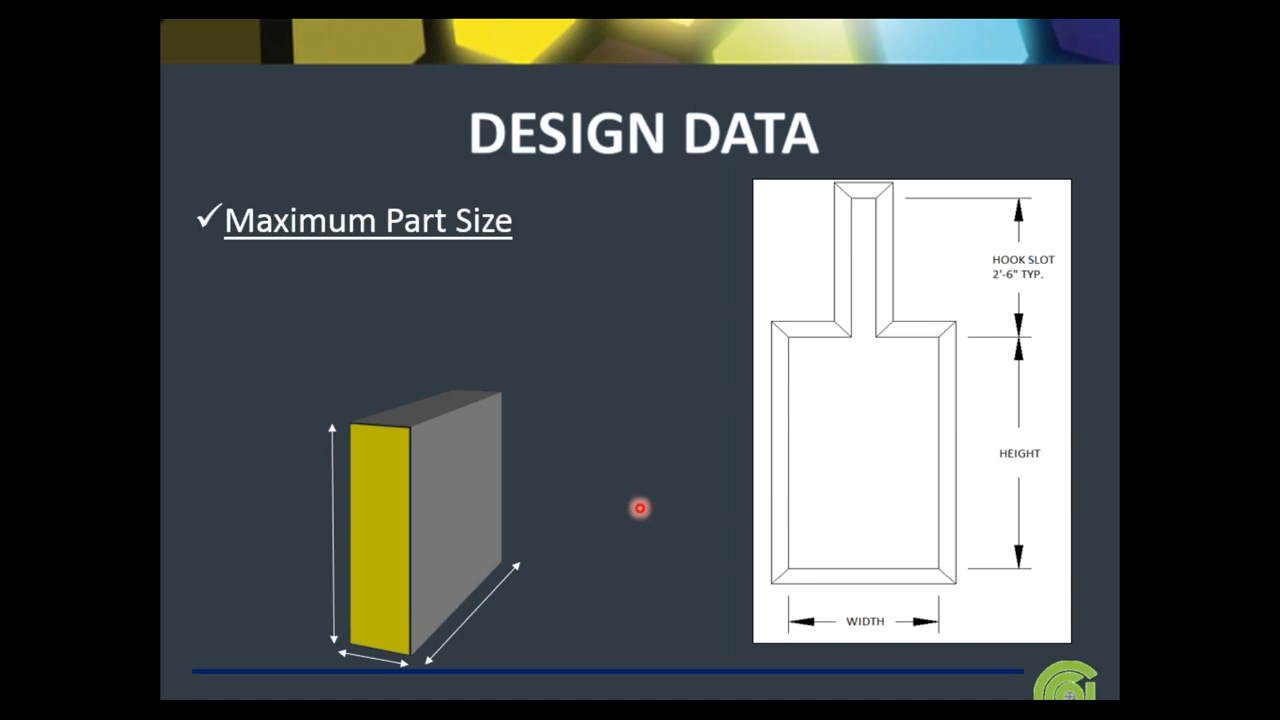 DESIGN DATA
✓Maximum Part Size
HOOK SLOT
2'-6" TYP.
HEIGHT
WIDTH